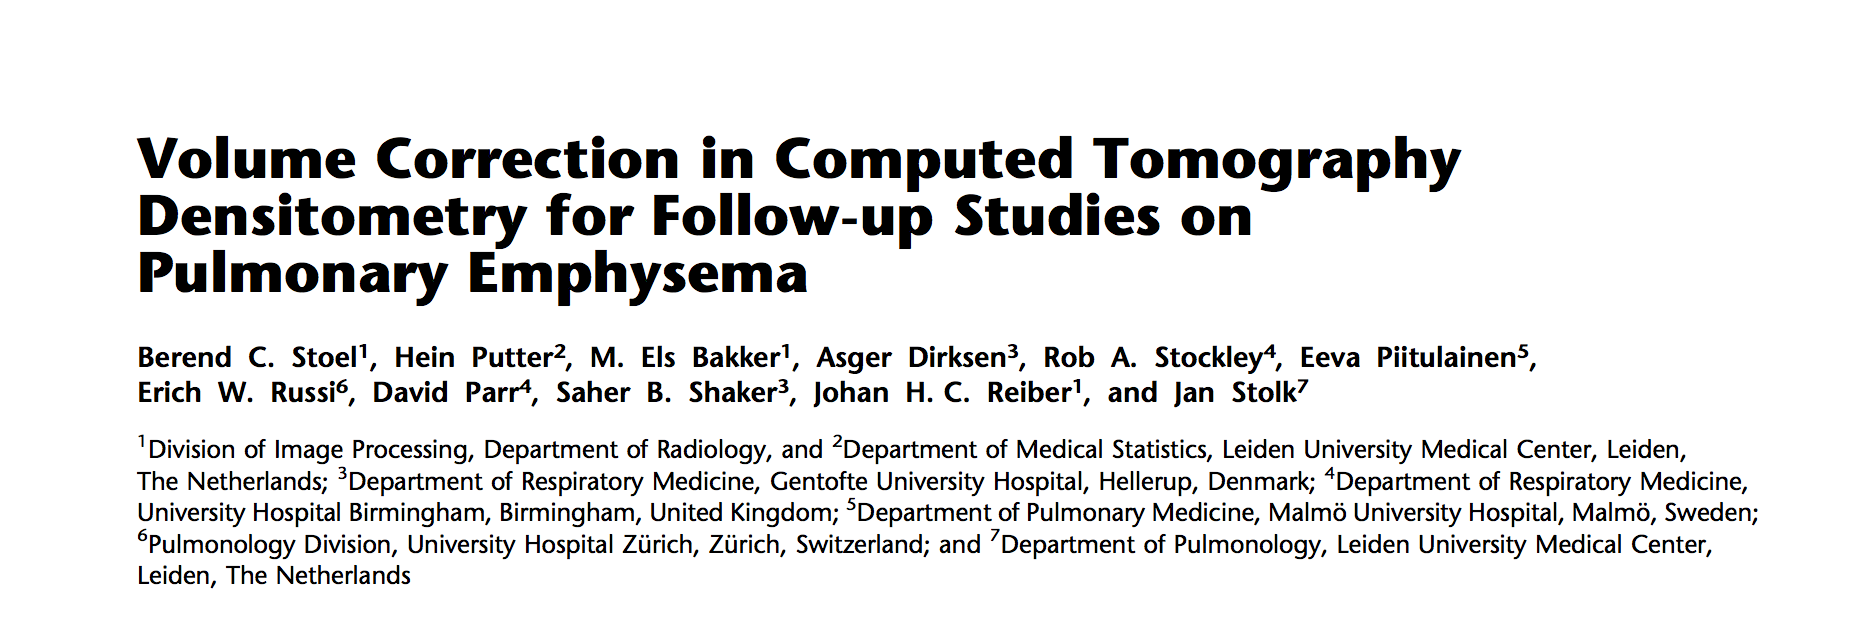 Volume Correction in Computed Tomography
Densitometry for Follow-up Studies on
Pulmonary Emphysema
Berend C. Stoel¹, Hein Putter², M. Els Bakker¹, Asger Dirksen³, Rob A. Stockley⁴, Eeva Piitulainen⁵,
Erich W. Russi⁶, David Parr⁴, Saher B. Shaker³, Johan H. C. Reiber¹, and Jan Stolk⁷
¹Division of Image Processing, Department of Radiology, and ²Department of Medical Statistics, Leiden University Medical Center, Leiden,
The Netherlands; ³Department of Respiratory Medicine, Gentofte University Hospital, Hellerup, Denmark; ⁴Department of Respiratory Medicine,
University Hospital Birmingham, Birmingham, United Kingdom; ⁵Department of Pulmonary Medicine, Malmö University Hospital, Malmö, Sweden;
⁶Pulmonology Division, University Hospital Zürich, Zürich, Switzerland; and ⁷Department of Pulmonology, Leiden University Medical Center,
Leiden, The Netherlands